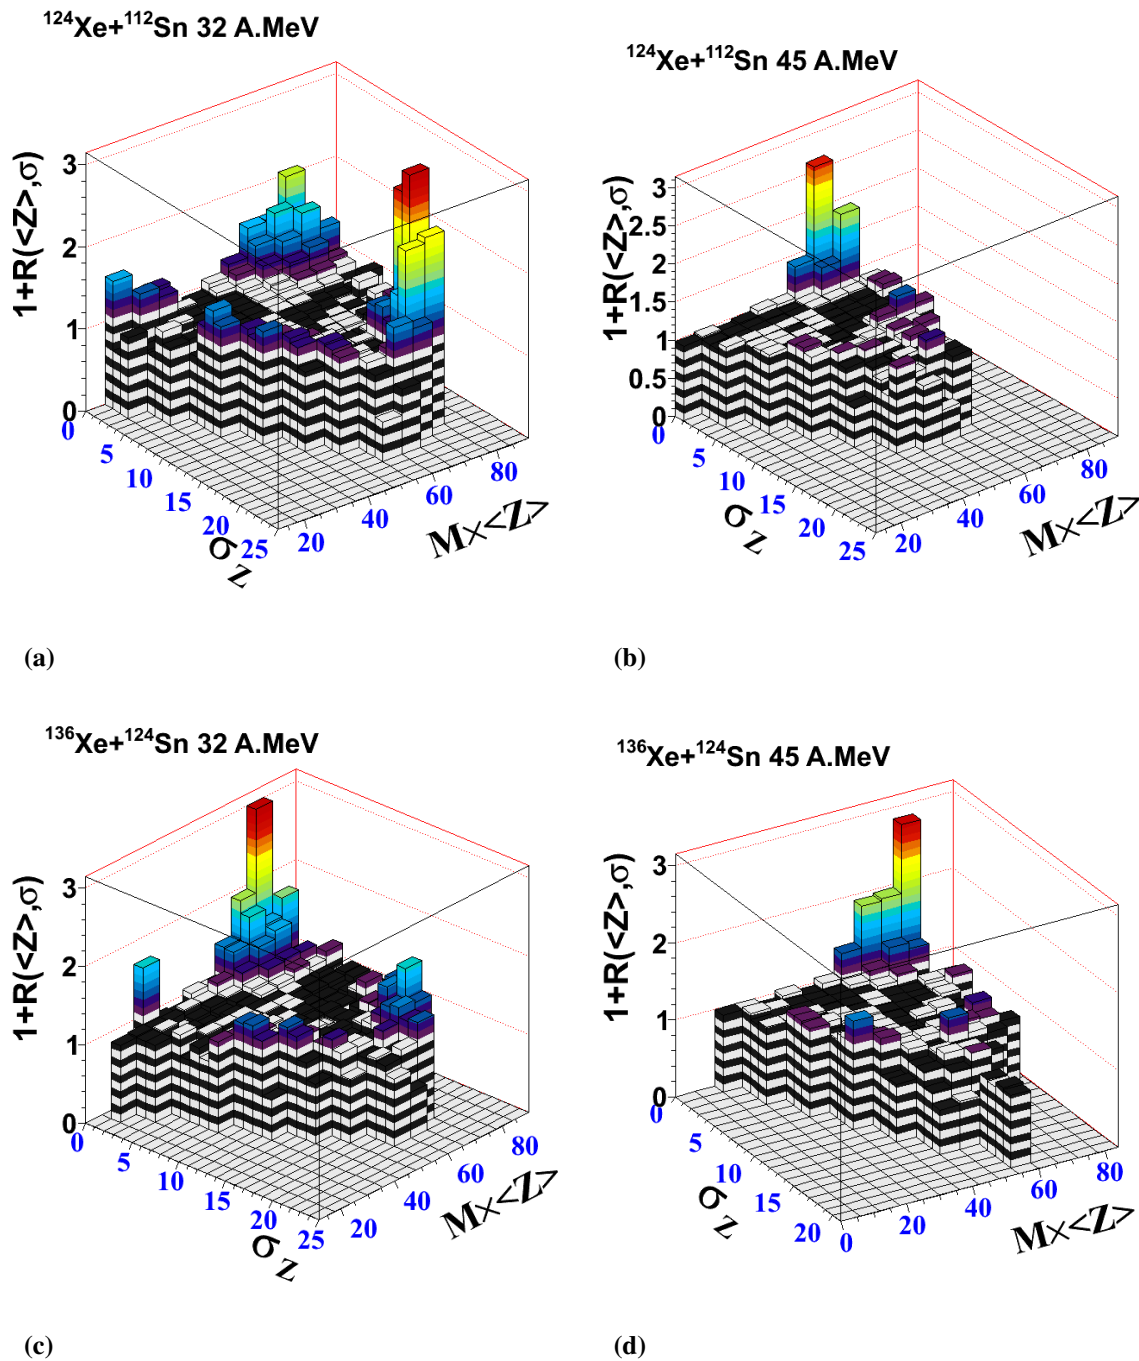 ¹²⁴Xe+¹¹²Sn 32 A.MeV
1+R(<Z>,σ)
3
2
1
0
0
5
10
15
20
25
σ_Z
20
40
60
80
M×<Z>
(a)
¹²⁴Xe+¹¹²Sn 45 A.MeV
1+R(<Z>,σ)
3
2.5
2
1.5
1
0.5
0
0
5
10
15
20
25
σ_Z
20
40
60
80
M×<Z>
(b)
¹³⁶Xe+¹²⁴Sn 32 A.MeV
1+R(<Z>,σ)
3
2
1
0
0
5
10
15
20
25
σ_Z
20
40
60
80
M×<Z>
(c)
¹³⁶Xe+¹²⁴Sn 45 A.MeV
1+R(<Z>,σ)
3
2
1
0
0
5
10
15
20
σ_Z
0
20
40
60
80
M×<Z>
(d)